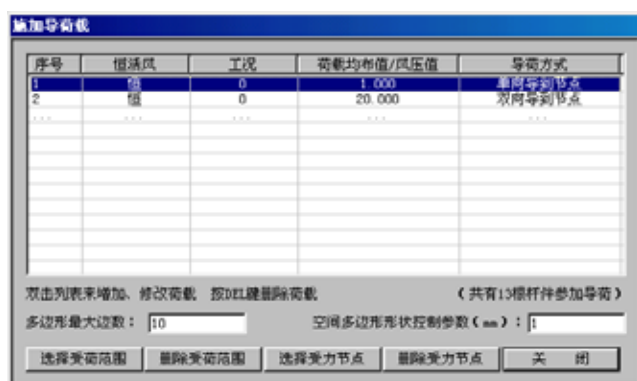 施加导荷载
序号 恒活风 工况 荷载均布值/风压值 导荷方式
1 恒 0 1.000 单向导到节点
2 恒 0 20.000 双向导到节点
... ... ... ... ...
双击列表来增加、修改荷载 按DEL键删除荷载 (共有13根杆件参加导荷)
多边形最大边数： 10 空间多边形形状控制参数(mm)： 1
选择受荷范围 删除受荷范围 选择受力节点 删除受力节点 关 闭